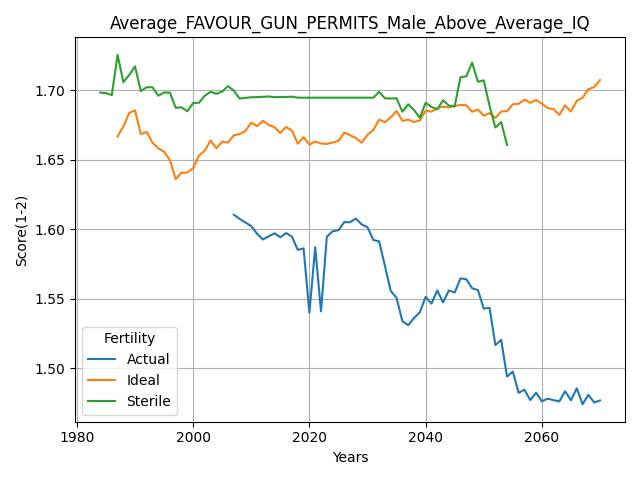 Average_FAVOUR_GUN_PERMITS_Male_Above_Average_IQ
Score(1-2)
1.70
1.65
1.60
1.55
1.50
Fertility
Actual
Ideal
Sterile
1980 2000 2020 2040 2060
Years